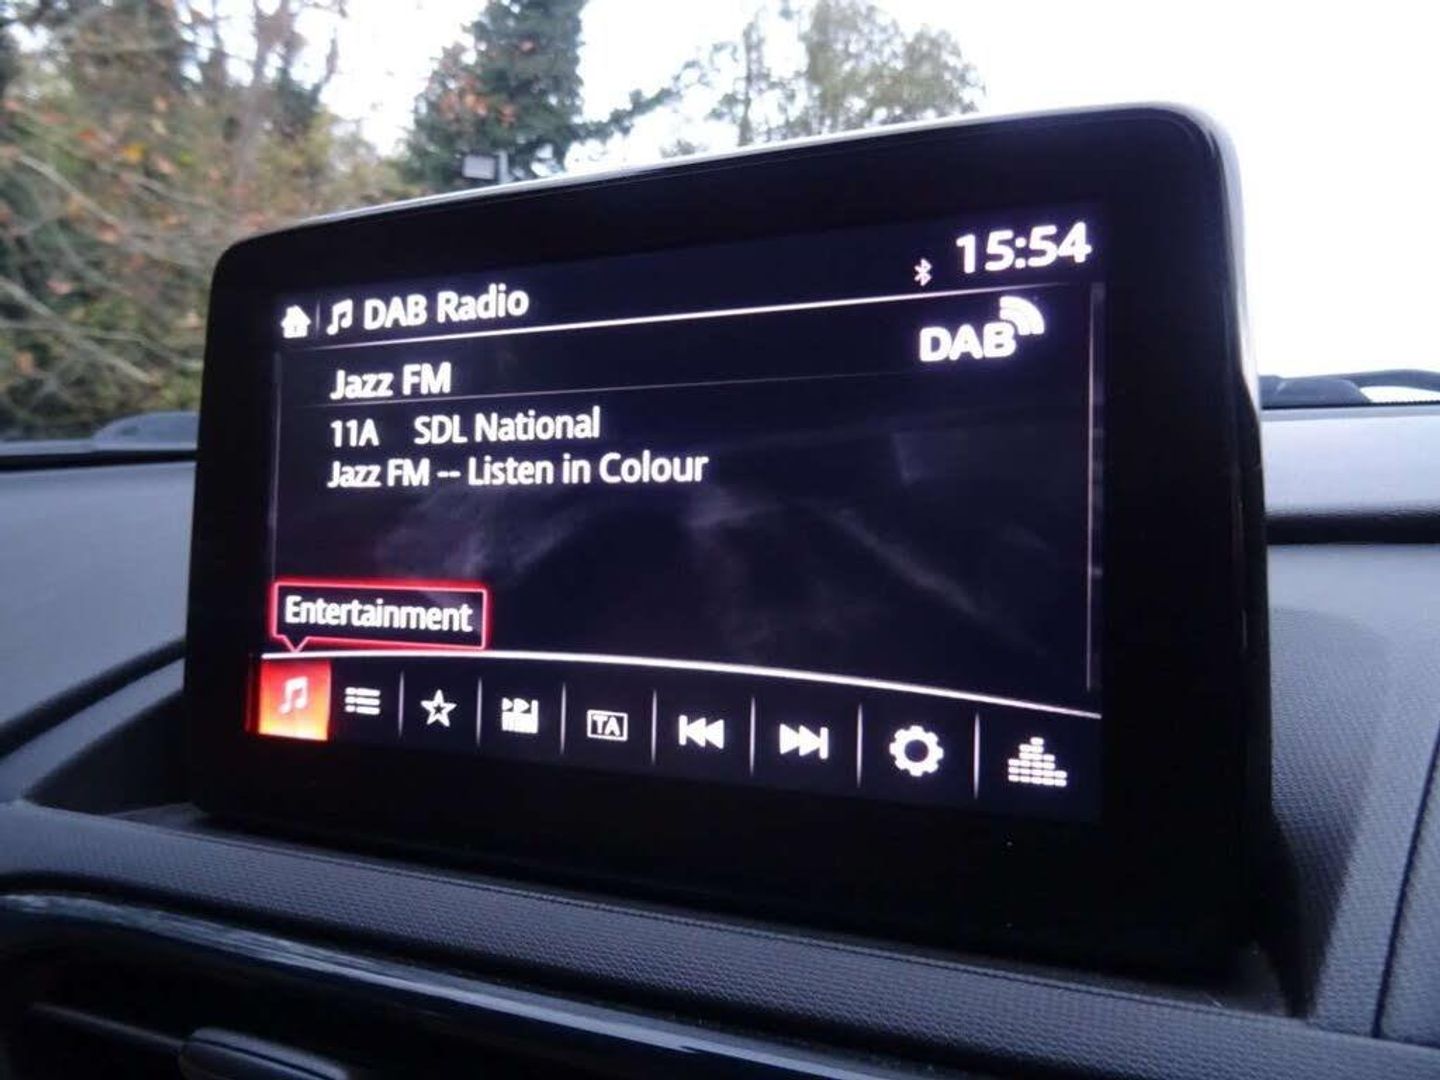 15:54
DAB Radio
DAB
Jazz FM
11A SDL National
Jazz FM -- Listen in Colour
Entertainment
TA